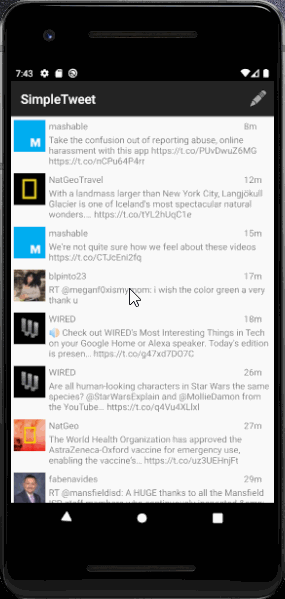 7:43
SimpleTweet
mashable 8m
Take the confusion out of reporting abuse, online
harassment with this app https://t.co/PUvDwuZ6MG
https://t.co/nCPu64P4rr
NatGeoTravel 12m
With a landmass larger than New York City, Langjökull
Glacier is one of Iceland's most spectacular natural
wonders.... https://t.co/tYL2hUqC1e
mashable 15m
We're not quite sure how we feel about these videos
https://t.co/CTJcEni2fq
blpinto23 17m
RT i wish the color green a very
thank u
WIRED 18m
🔊 Check out WIRED's Most Interesting Things in Tech
on your Google Home or Alexa speaker. Today's edition
is presen... https://t.co/g47xd7DO7C
WIRED 26m
Are all human-looking characters in Star Wars the same
species? @StarWarsExplain and @MollieDamon from
the YouTube... https://t.co/q4Vu4XLlxl
NatGeo 27m
The World Health Organization has approved the
AstraZeneca-Oxford vaccine for emergency use,
enabling the vaccine's... https://t.co/uz3UEHnjFt
fabenavides 29m
RT @mansfieldisd: A HUGE thanks to all the Mansfield